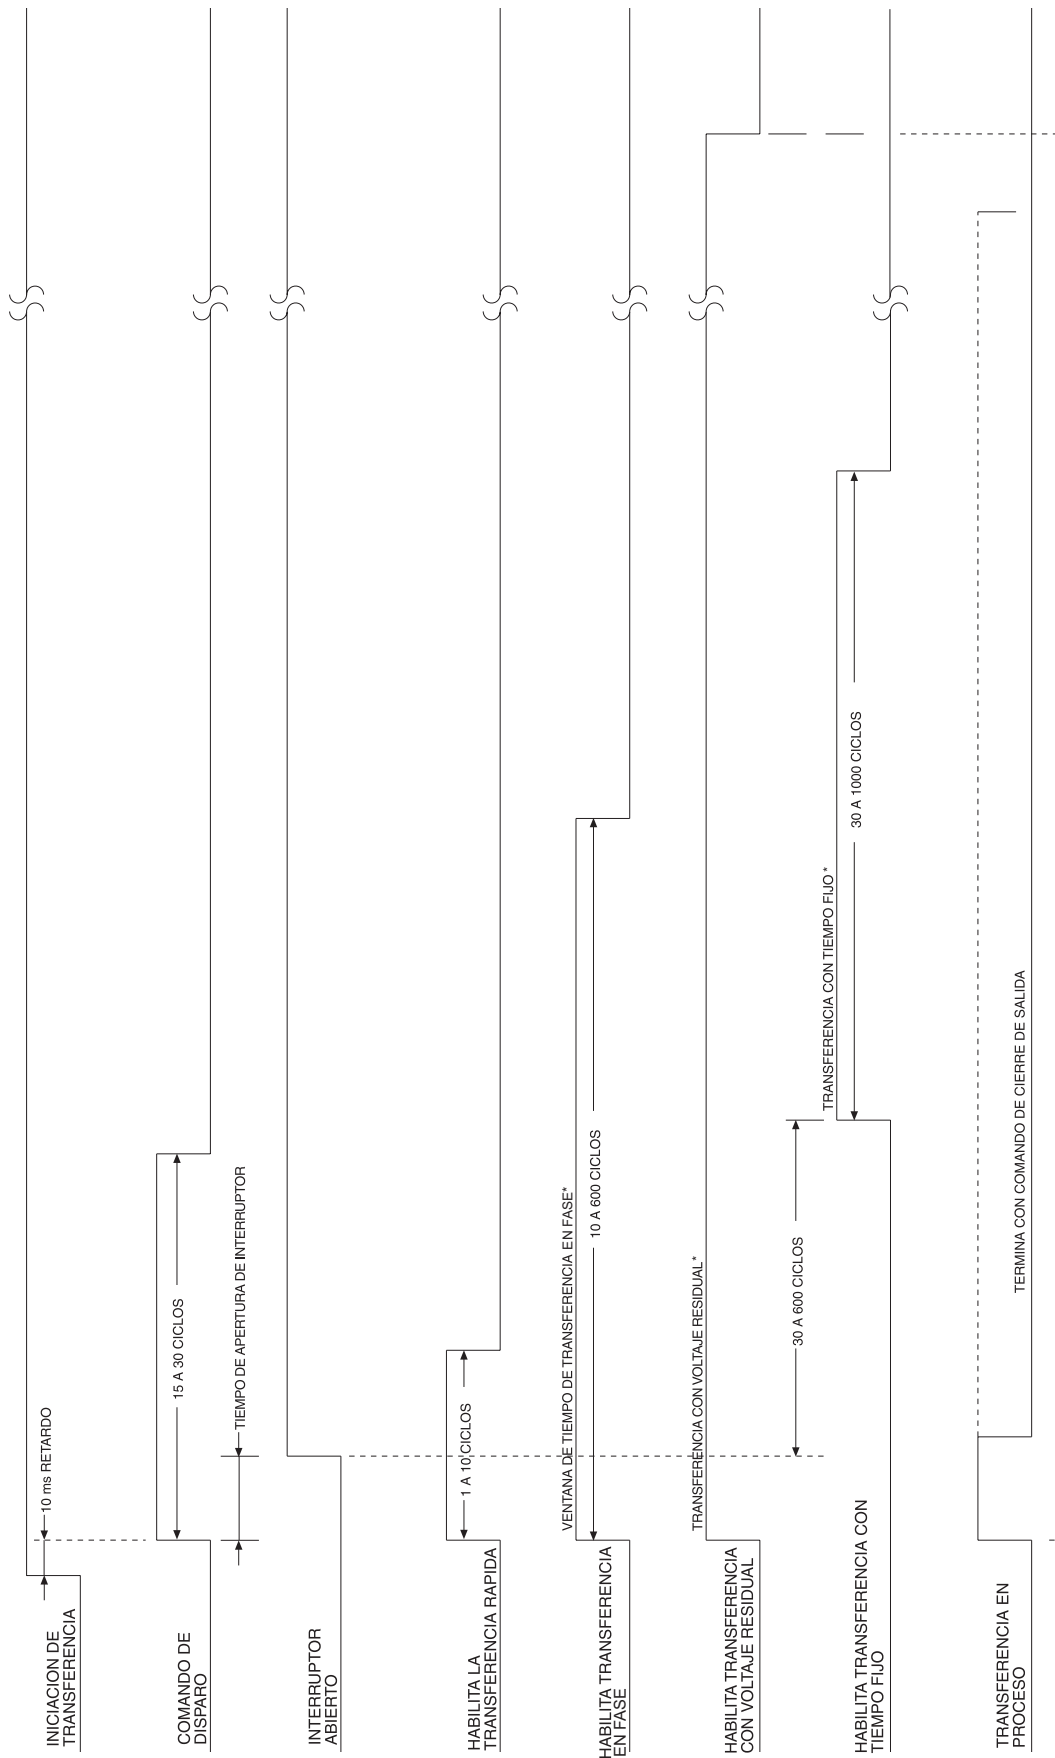 INICIACION DE
TRANSFERENCIA
10 ms RETARDO
COMANDO DE
DISPARO
15 A 30 CICLOS
TIEMPO DE APERTURA DE INTERRUPTOR
INTERRUPTOR
ABIERTO
HABILITA LA
TRANSFERENCIA RAPIDA
1 A 10 CICLOS
HABILITA TRANSFERENCIA
EN FASE
VENTANA DE TIEMPO DE TRANSFERENCIA EN FASE*
10 A 600 CICLOS
HABILITA TRANSFERENCIA
CON VOLTAJE RESIDUAL
TRANSFERENCIA CON VOLTAJE RESIDUAL*
30 A 600 CICLOS
HABILITA TRANSFERENCIA CON
TIEMPO FIJO
TRANSFERENCIA CON TIEMPO FIJO *
30 A 1000 CICLOS
TRANSFERENCIA EN
PROCESO
TERMINA CON COMANDO DE CIERRE DE SALIDA